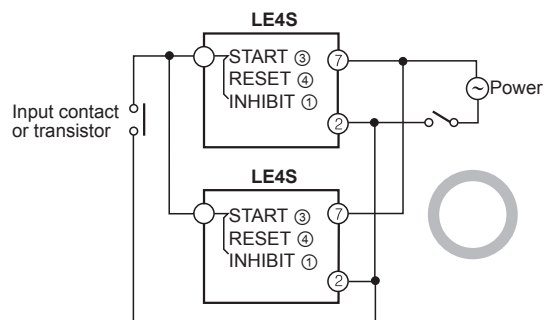 LE4S
START ③ ⑦
RESET ④
INHIBIT ①
②
Power
Input contact
or transistor
LE4S
START ③ ⑦
RESET ④
INHIBIT ①
②